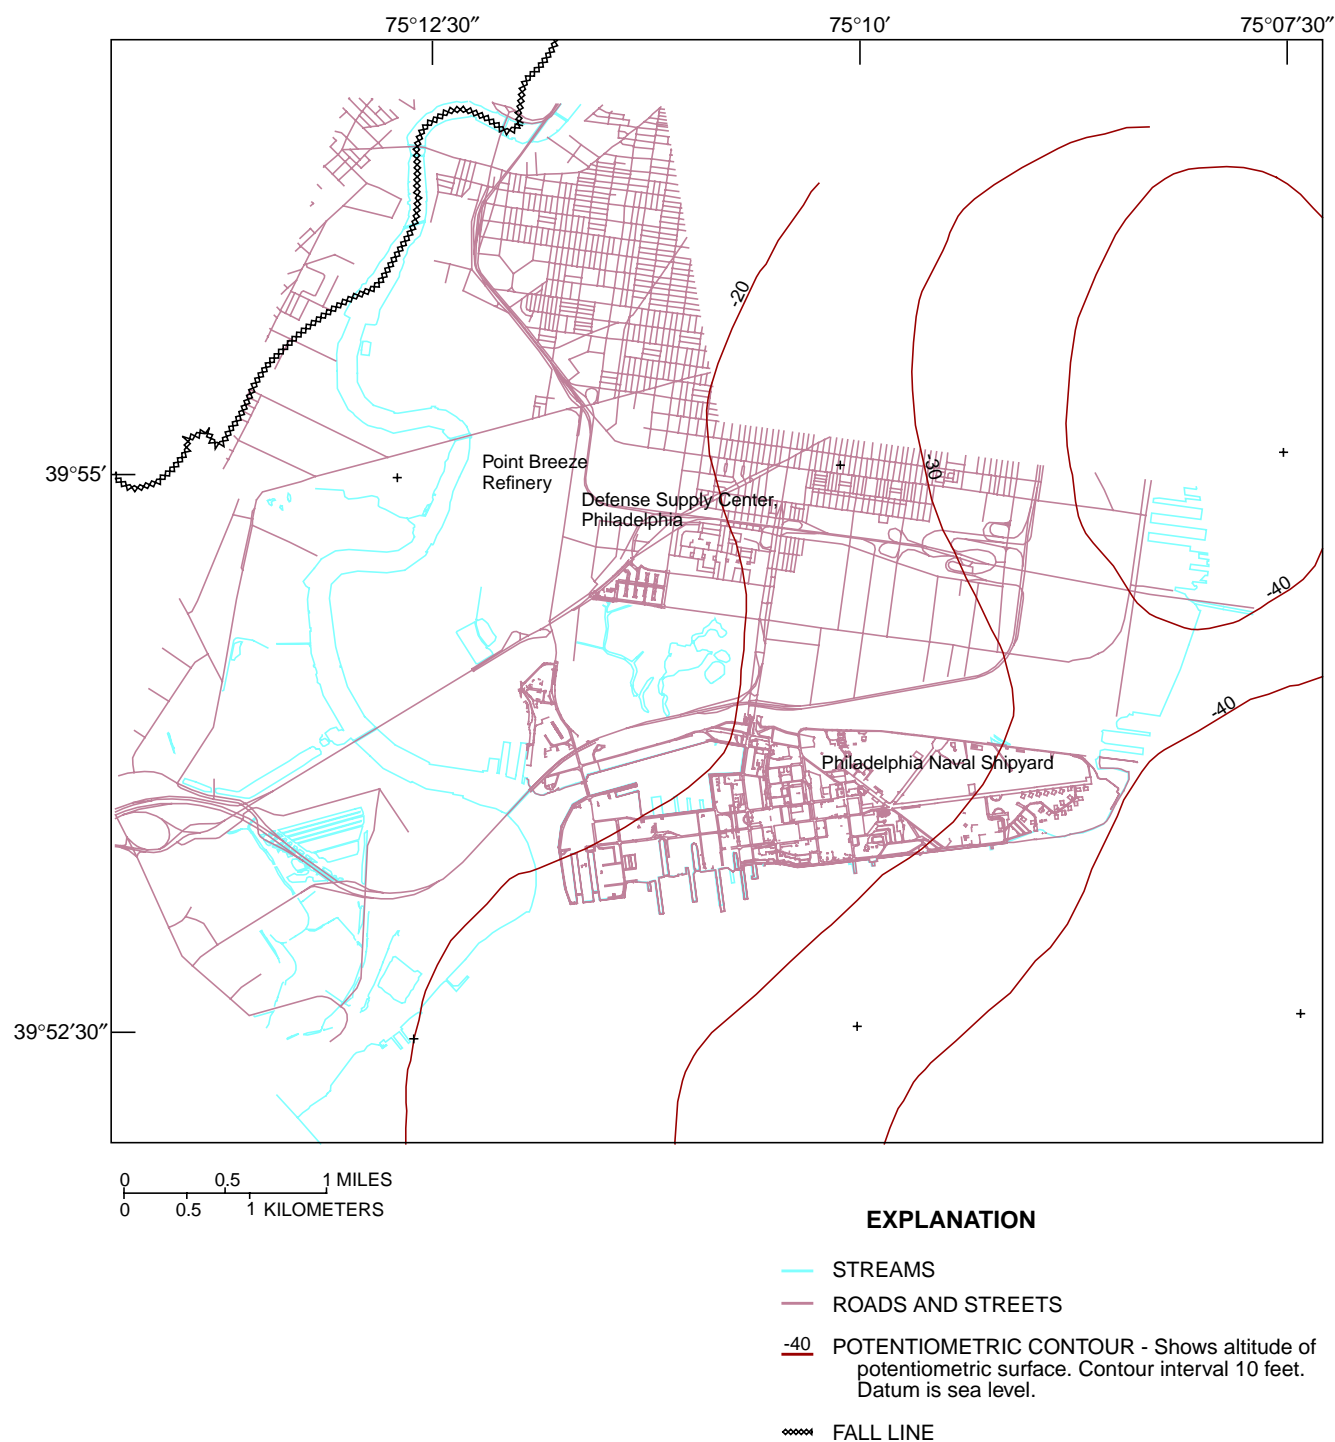 75°12′30″ 75°10′ 75°07′30″
-20
Point Breeze
Refinery
-30
39°55′
Defense Supply Center,
Philadelphia
-40
-40
Philadelphia Naval Shipyard
39°52′30″
0 0.5 1 MILES
0 0.5 1 KILOMETERS
EXPLANATION
STREAMS
ROADS AND STREETS
-40 POTENTIOMETRIC CONTOUR - Shows altitude of
potentiometric surface. Contour interval 10 feet.
Datum is sea level.
FALL LINE